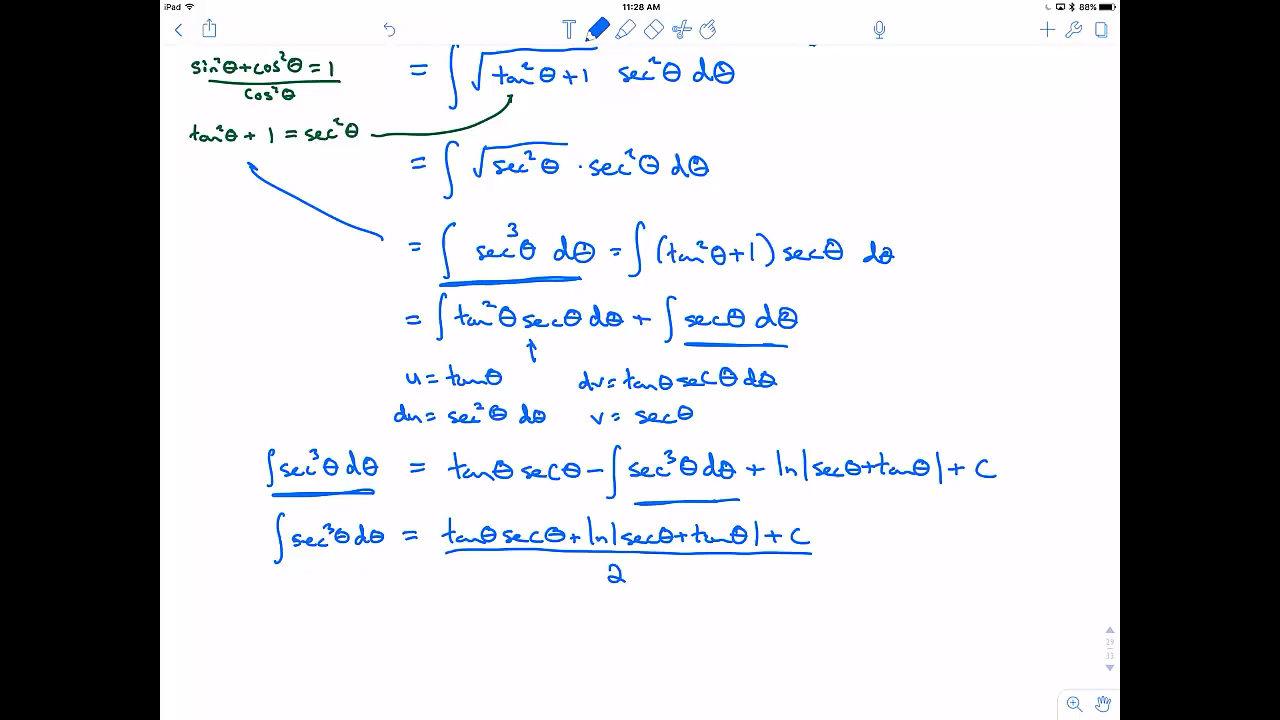 iPad 11:28 AM 88%
T
sin²θ+cos²θ = 1
cos²θ
= ∫ √tan²θ+1 sec²θ dθ
tan²θ + 1 = sec²θ
= ∫ √sec²θ · sec²θ dθ
= ∫ sec³θ dθ = ∫ (tan²θ+1) secθ dθ
= ∫ tan²θ secθ dθ + ∫ secθ dθ
u = tanθ dv = tanθ secθ dθ
du = sec²θ dθ v = secθ
∫ sec³θ dθ = tanθ secθ − ∫ sec³θ dθ + ln|secθ+tanθ| + C
∫ sec³θ dθ = tanθ secθ + ln|secθ+tanθ| + C
2
29
33